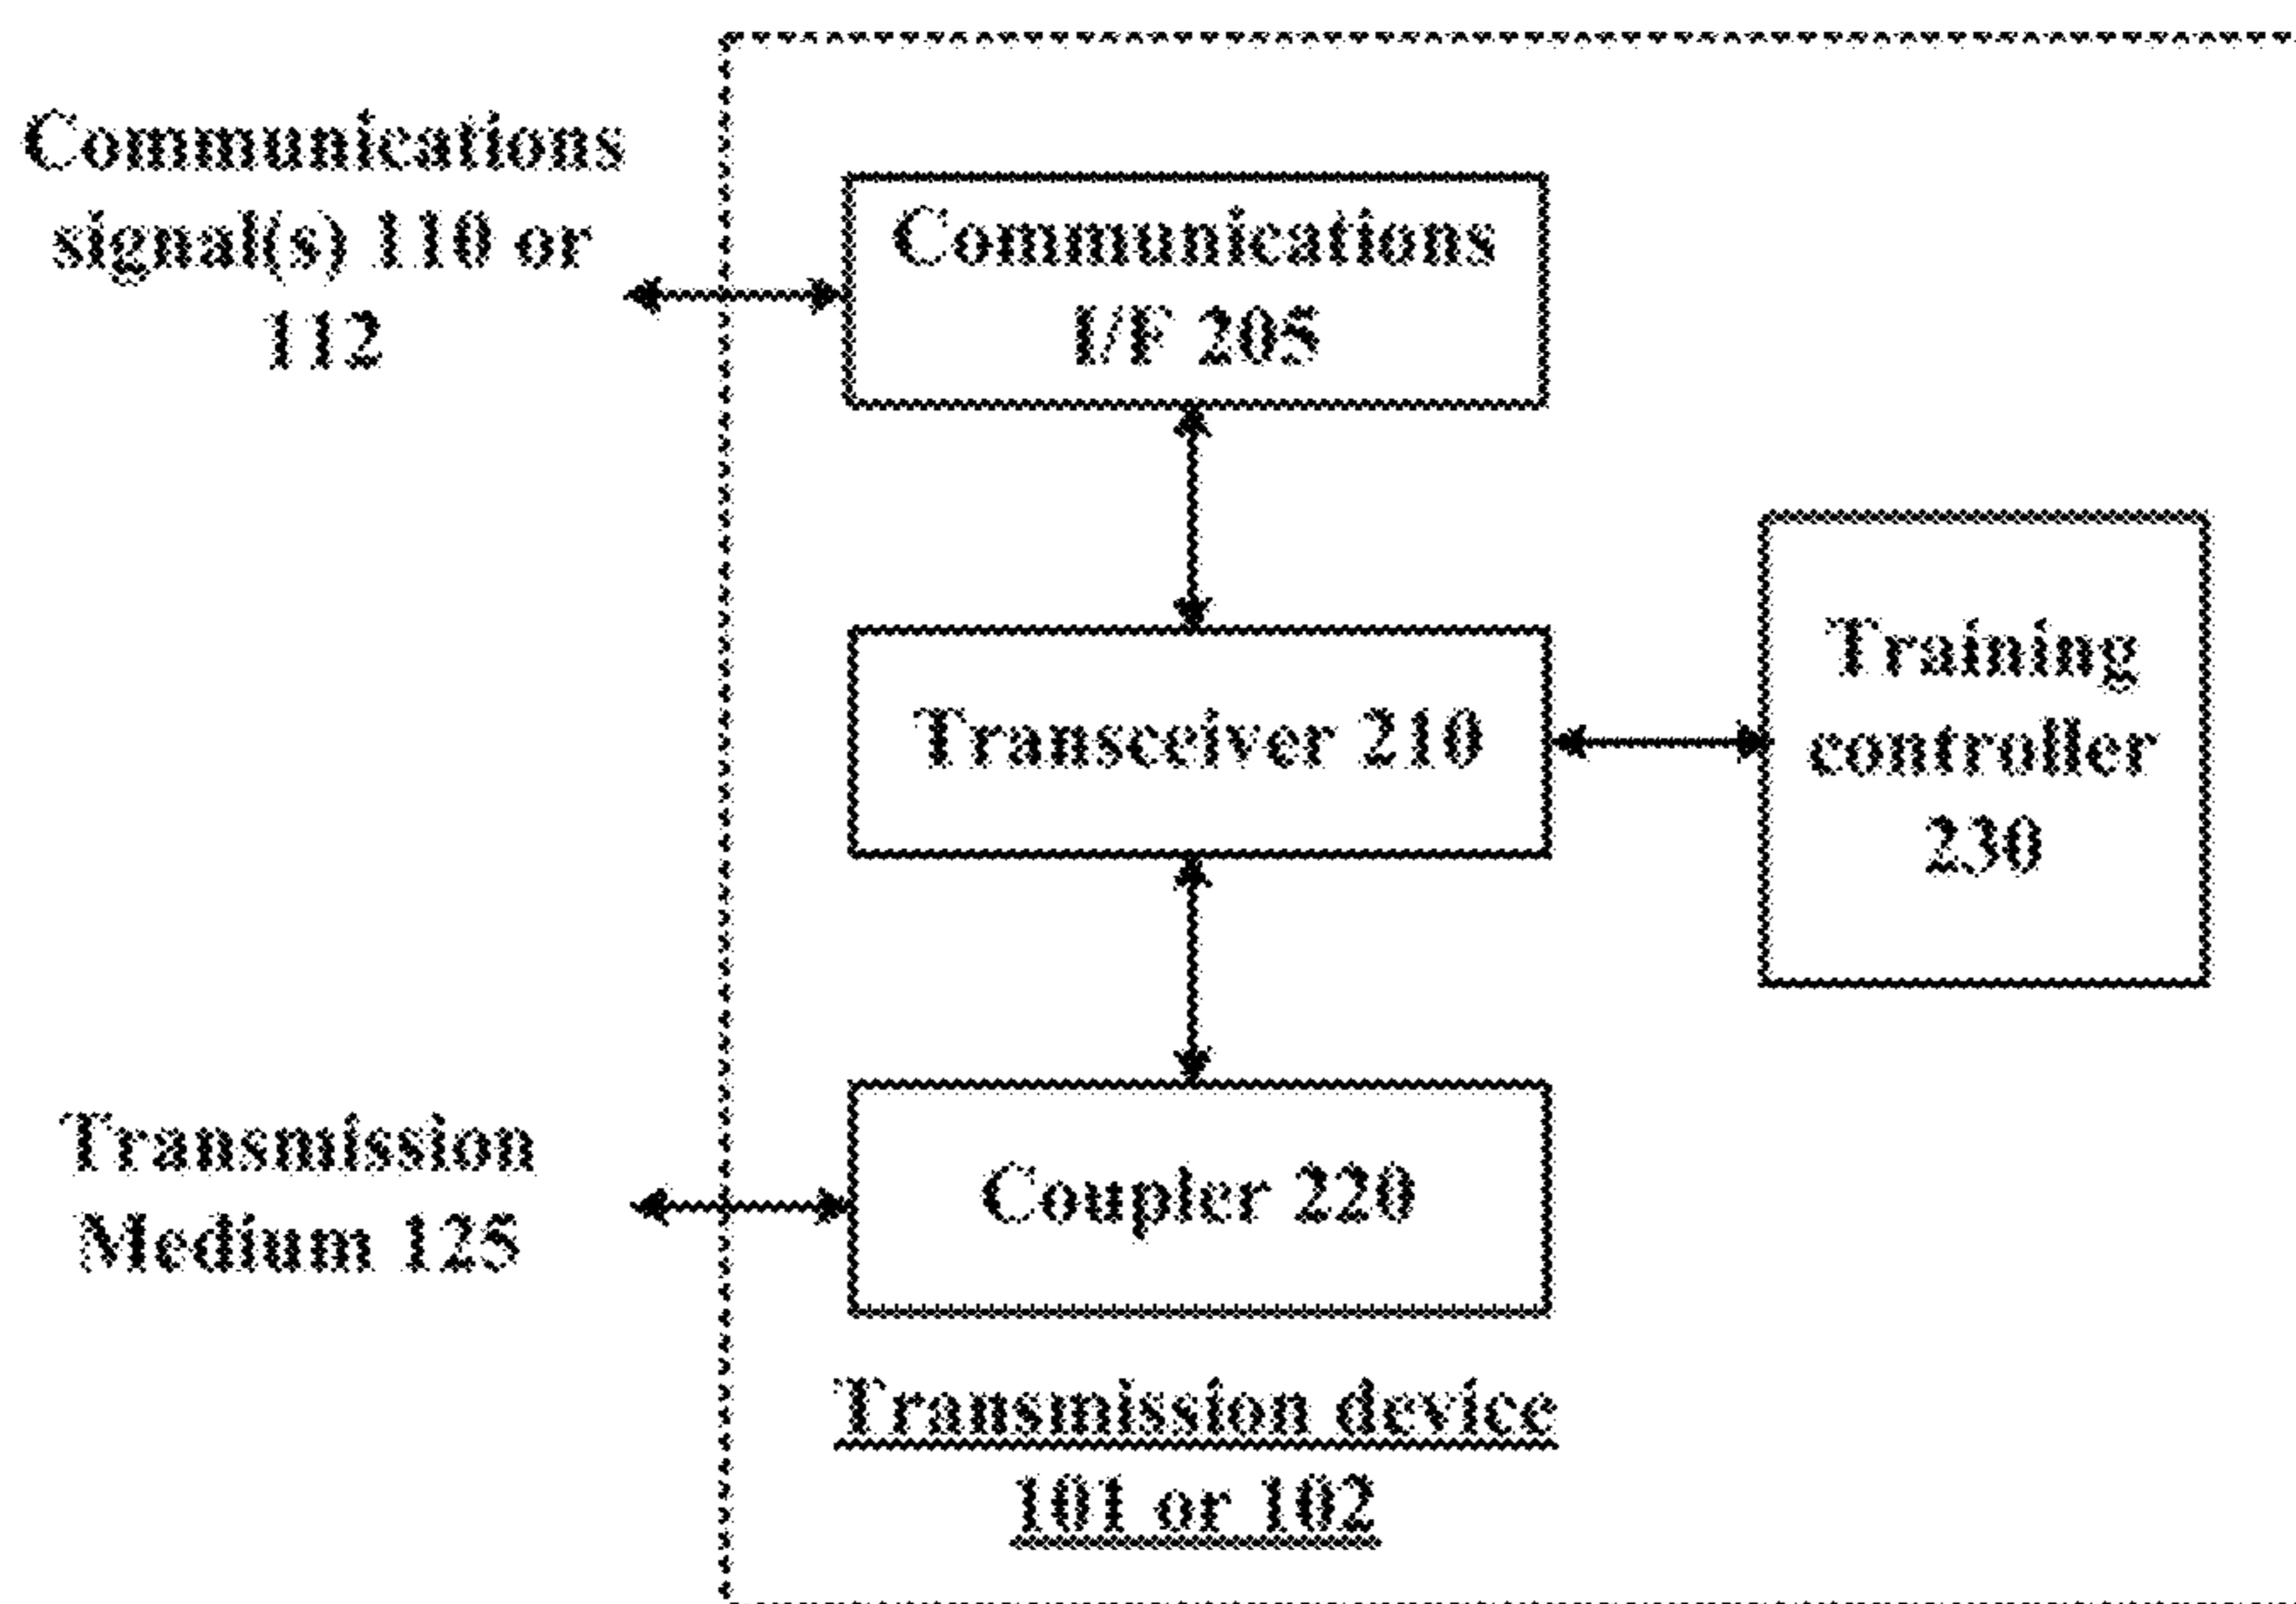 Communications
signal(s) 110 or
112
Communications
I/F 205
Transceiver 210
Training
controller
230
Transmission
Medium 125
Coupler 220
Transmission device
101 or 102